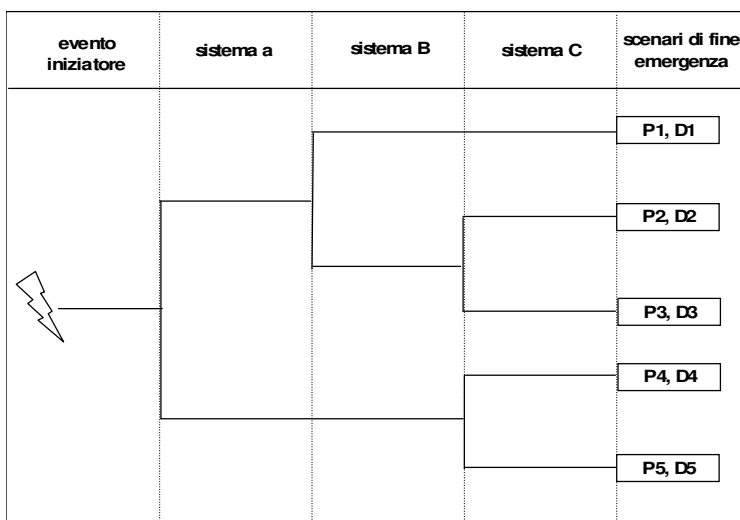 evento
iniziatore
sistema a
sistema B
sistema C
scenari di fine
emergenza
P1, D1
P2, D2
P3, D3
P4, D4
P5, D5